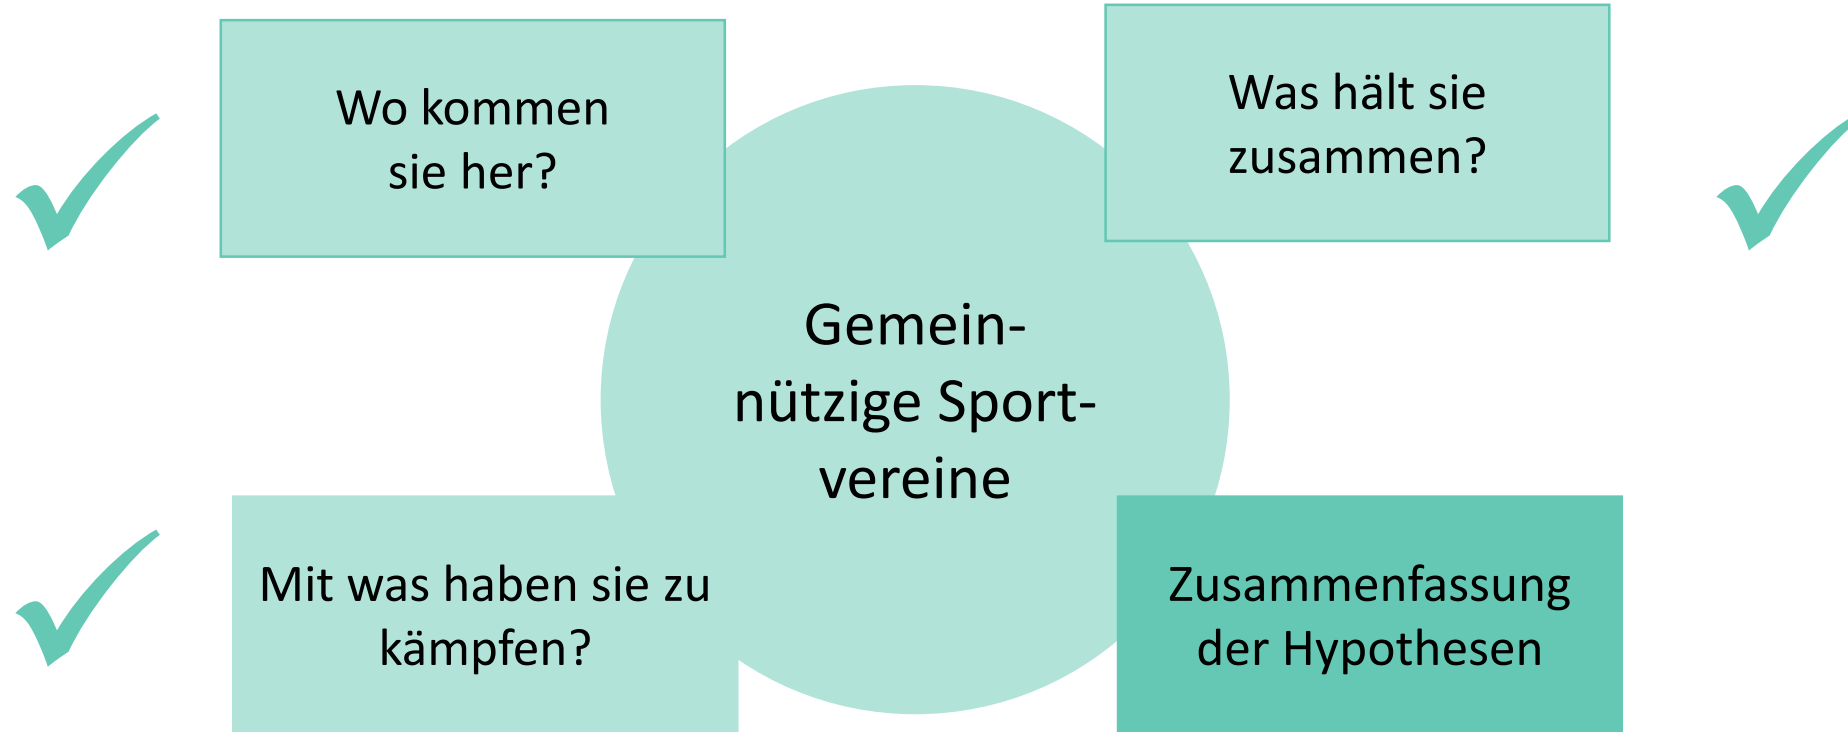 Wo kommen
sie her?
Was hält sie
zusammen?
Gemein-
nützige Sport-
vereine
Mit was haben sie zu
kämpfen?
Zusammenfassung
der Hypothesen